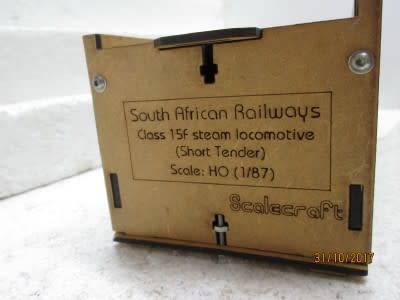 South African Railways
Class 15f steam locomotive
(Short Tender)
Scale: HO (1/87)
Scalecraft
31/10/2017